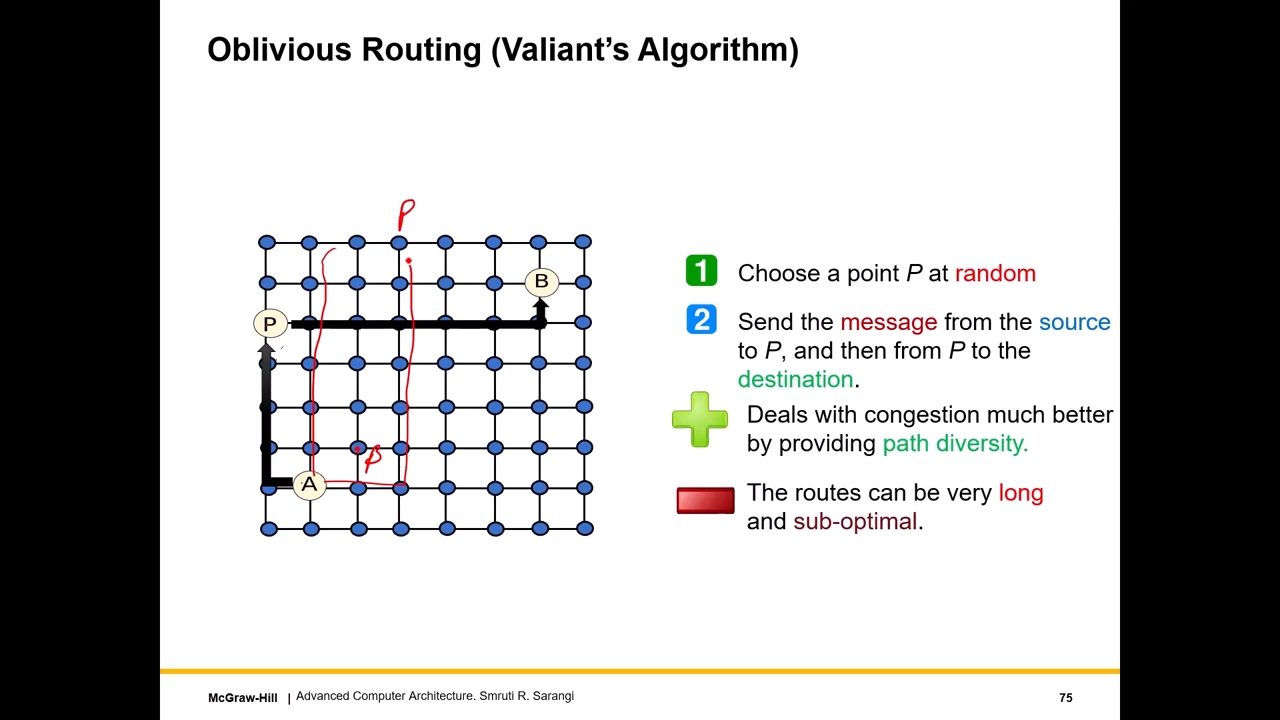 Oblivious Routing (Valiant’s Algorithm)
P
B
P
β
A
1 Choose a point P at random
2 Send the message from the source
to P, and then from P to the
destination.
Deals with congestion much better
by providing path diversity.
The routes can be very long
and sub-optimal.
McGraw-Hill | Advanced Computer Architecture. Smruti R. Sarangi 75